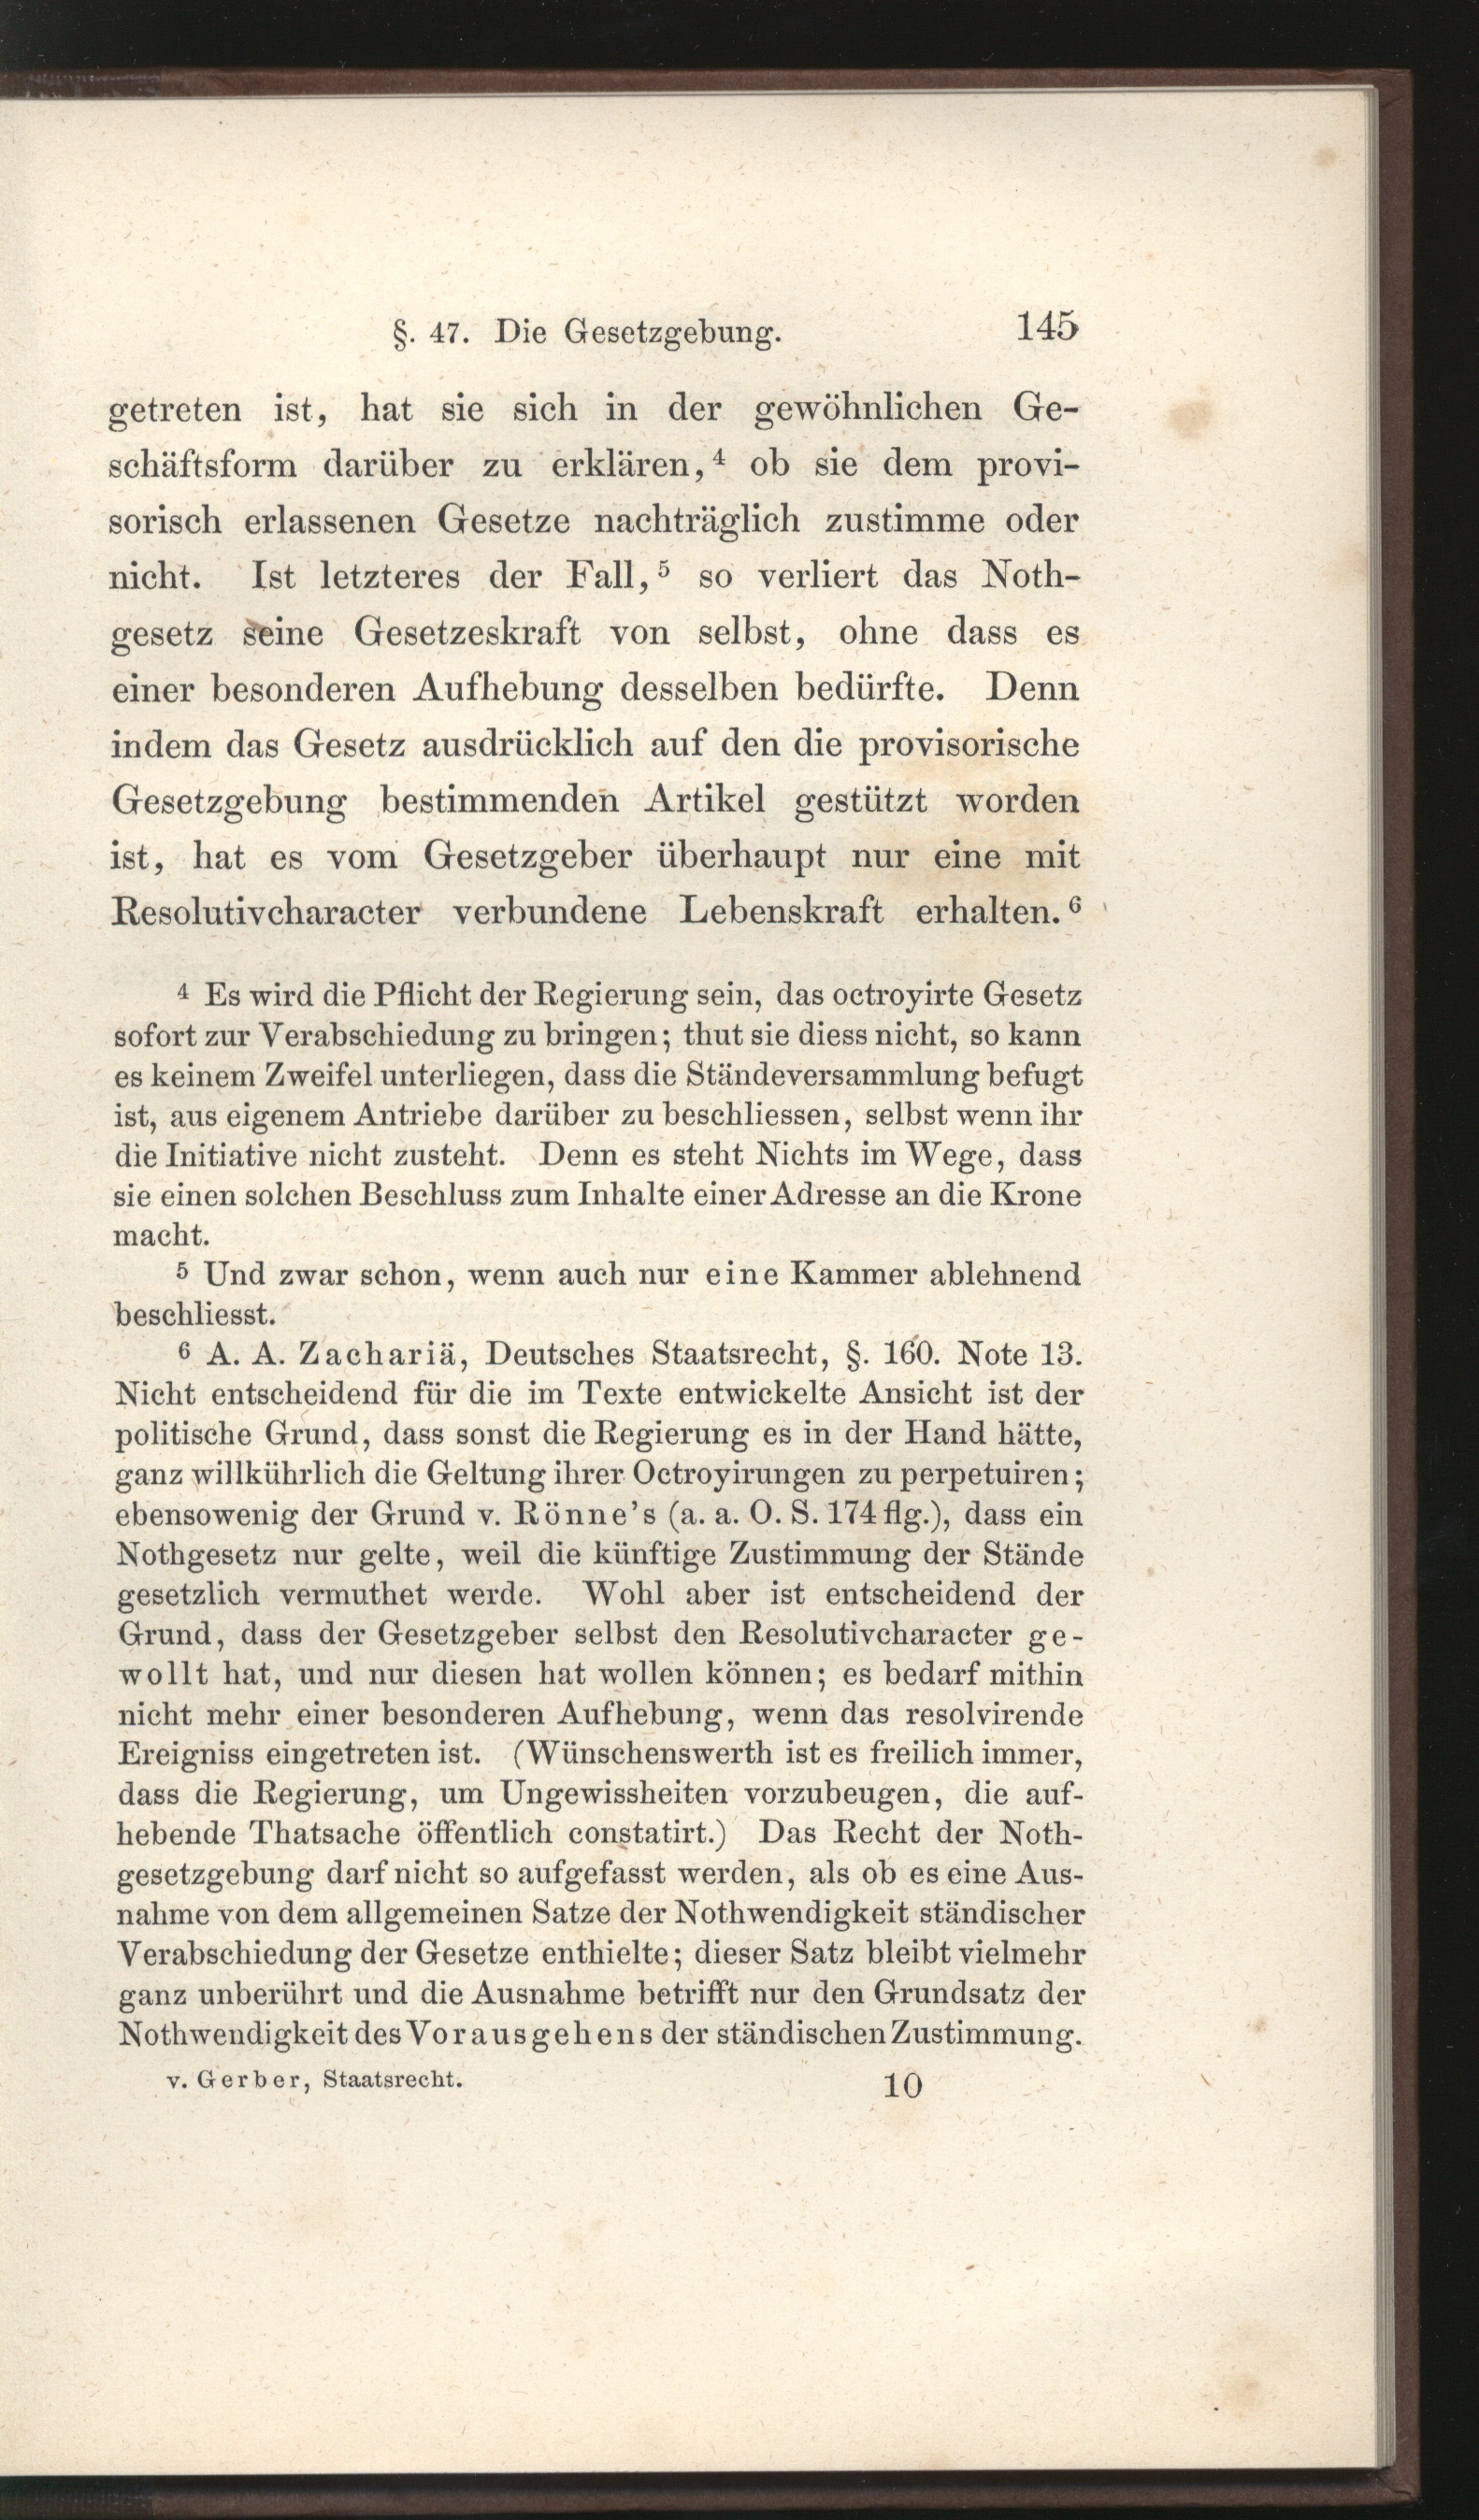 §. 47. Die Gesetzgebung. 145
getreten ist, hat sie sich in der gewöhnlichen Ge-
schäftsform darüber zu erklären,⁴ ob sie dem provi-
sorisch erlassenen Gesetze nachträglich zustimme oder
nicht. Ist letzteres der Fall,⁵ so verliert das Noth-
gesetz seine Gesetzeskraft von selbst, ohne dass es
einer besonderen Aufhebung desselben bedürfte. Denn
indem das Gesetz ausdrücklich auf den die provisorische
Gesetzgebung bestimmenden Artikel gestützt worden
ist, hat es vom Gesetzgeber überhaupt nur eine mit
Resolutivcharacter verbundene Lebenskraft erhalten.⁶
⁴ Es wird die Pflicht der Regierung sein, das octroyirte Gesetz
sofort zur Verabschiedung zu bringen; thut sie diess nicht, so kann
es keinem Zweifel unterliegen, dass die Ständeversammlung befugt
ist, aus eigenem Antriebe darüber zu beschliessen, selbst wenn ihr
die Initiative nicht zusteht. Denn es steht Nichts im Wege, dass
sie einen solchen Beschluss zum Inhalte einer Adresse an die Krone
macht.
⁵ Und zwar schon, wenn auch nur eine Kammer ablehnend
beschliesst.
⁶ A. A. Zachariä, Deutsches Staatsrecht, §. 160. Note 13.
Nicht entscheidend für die im Texte entwickelte Ansicht ist der
politische Grund, dass sonst die Regierung es in der Hand hätte,
ganz willkührlich die Geltung ihrer Octroyirungen zu perpetuiren;
ebensowenig der Grund v. Rönne's (a. a. O. S. 174 flg.), dass ein
Nothgesetz nur gelte, weil die künftige Zustimmung der Stände
gesetzlich vermuthet werde. Wohl aber ist entscheidend der
Grund, dass der Gesetzgeber selbst den Resolutivcharacter ge-
wollt hat, und nur diesen hat wollen können; es bedarf mithin
nicht mehr einer besonderen Aufhebung, wenn das resolvirende
Ereigniss eingetreten ist. (Wünschenswerth ist es freilich immer,
dass die Regierung, um Ungewissheiten vorzubeugen, die auf-
hebende Thatsache öffentlich constatirt.) Das Recht der Noth-
gesetzgebung darf nicht so aufgefasst werden, als ob es eine Aus-
nahme von dem allgemeinen Satze der Nothwendigkeit ständischer
Verabschiedung der Gesetze enthielte; dieser Satz bleibt vielmehr
ganz unberührt und die Ausnahme betrifft nur den Grundsatz der
Nothwendigkeit des Vorausgehens der ständischen Zustimmung.
v. Gerber, Staatsrecht. 10